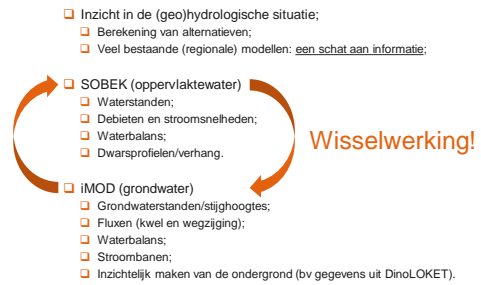 Inzicht in de (geo)hydrologische situatie;
Berekening van alternatieven;
Veel bestaande (regionale) modellen: een schat aan informatie;
SOBEK (oppervlaktewater)
Waterstanden;
Debieten en stroomsnelheden;
Waterbalans;
Dwarsprofielen/verhang.
Wisselwerking!
iMOD (grondwater)
Grondwaterstanden/stijghoogtes;
Fluxen (kwel en wegzijging);
Waterbalans;
Stroombanen;
Inzichtelijk maken van de ondergrond (bv gegevens uit DinoLOKET).